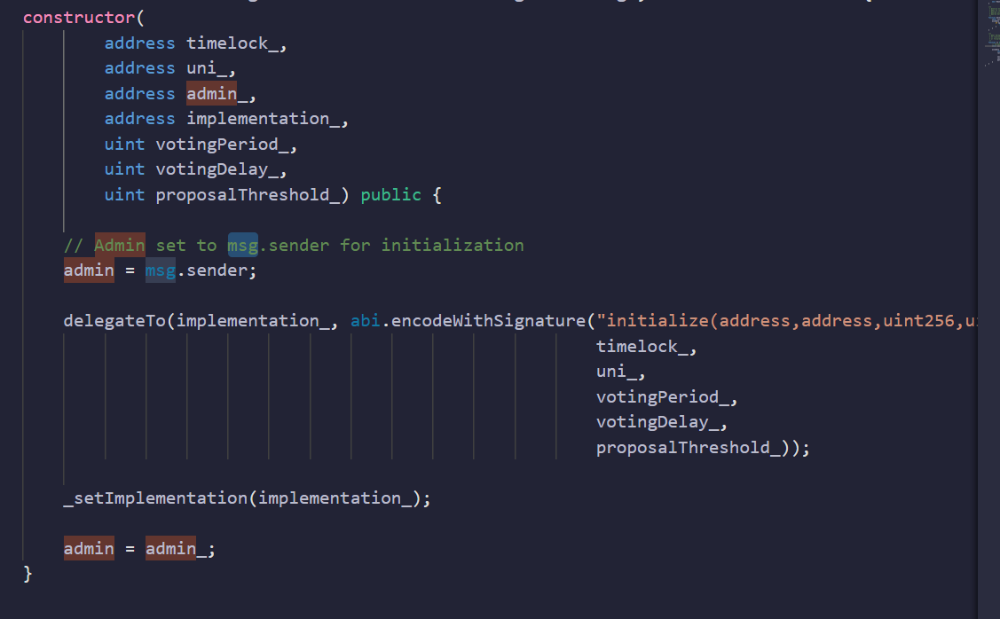 constructor(
address timelock_,
address uni_,
address admin_,
address implementation_,
uint votingPeriod_,
uint votingDelay_,
uint proposalThreshold_) public {
// Admin set to msg.sender for initialization
admin = msg.sender;
delegateTo(implementation_, abi.encodeWithSignature("initialize(address,address,uint256,u
timelock_,
uni_,
votingPeriod_,
votingDelay_,
proposalThreshold_));
_setImplementation(implementation_);
admin = admin_;
}